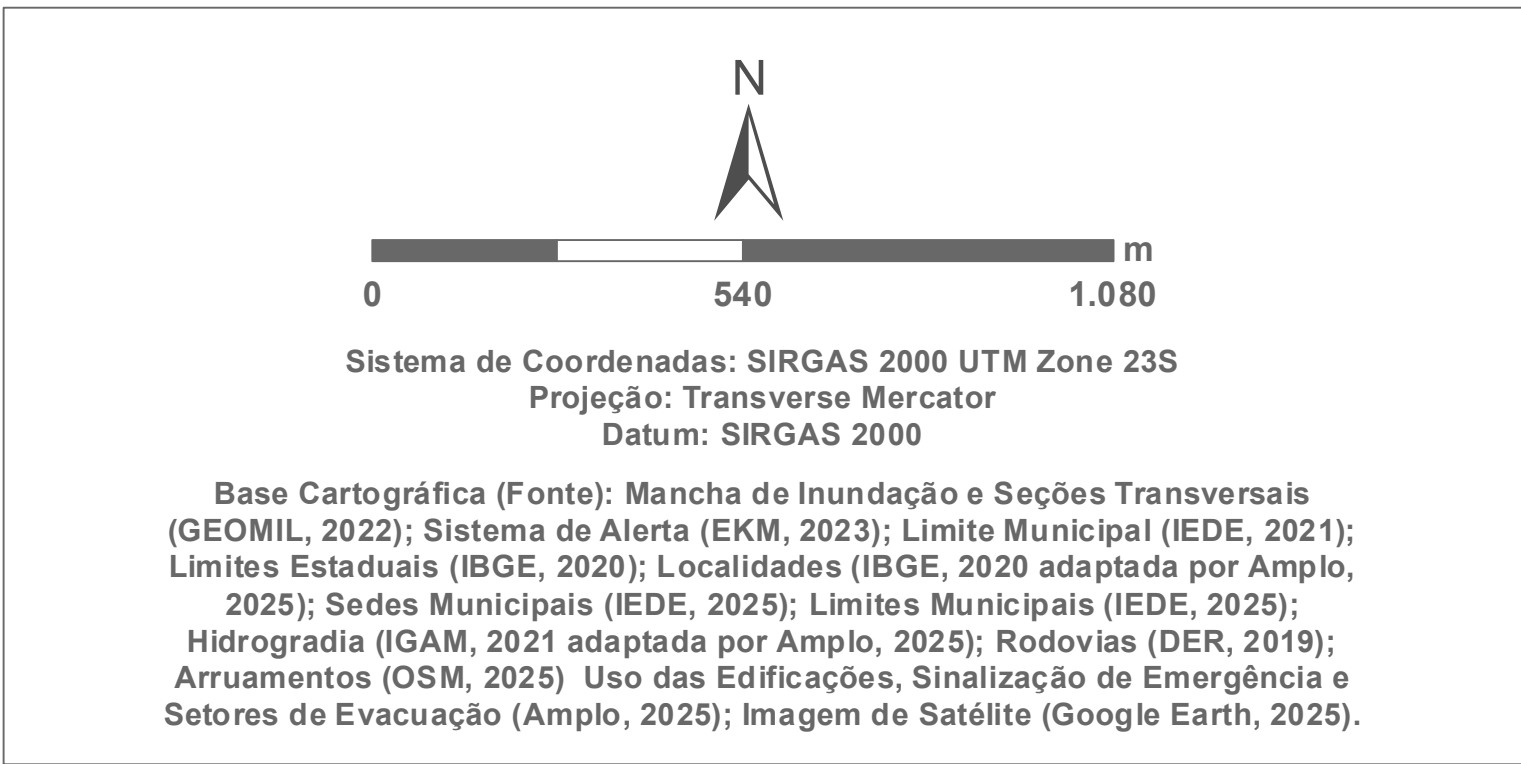 N
m
0 540 1.080
Sistema de Coordenadas: SIRGAS 2000 UTM Zone 23S
Projeção: Transverse Mercator
Datum: SIRGAS 2000
Base Cartográfica (Fonte): Mancha de Inundação e Seções Transversais
(GEOMIL, 2022); Sistema de Alerta (EKM, 2023); Limite Municipal (IEDE, 2021);
Limites Estaduais (IBGE, 2020); Localidades (IBGE, 2020 adaptada por Amplo,
2025); Sedes Municipais (IEDE, 2025); Limites Municipais (IEDE, 2025);
Hidrogradia (IGAM, 2021 adaptada por Amplo, 2025); Rodovias (DER, 2019);
Arruamentos (OSM, 2025)  Uso das Edificações, Sinalização de Emergência e
Setores de Evacuação (Amplo, 2025); Imagem de Satélite (Google Earth, 2025).